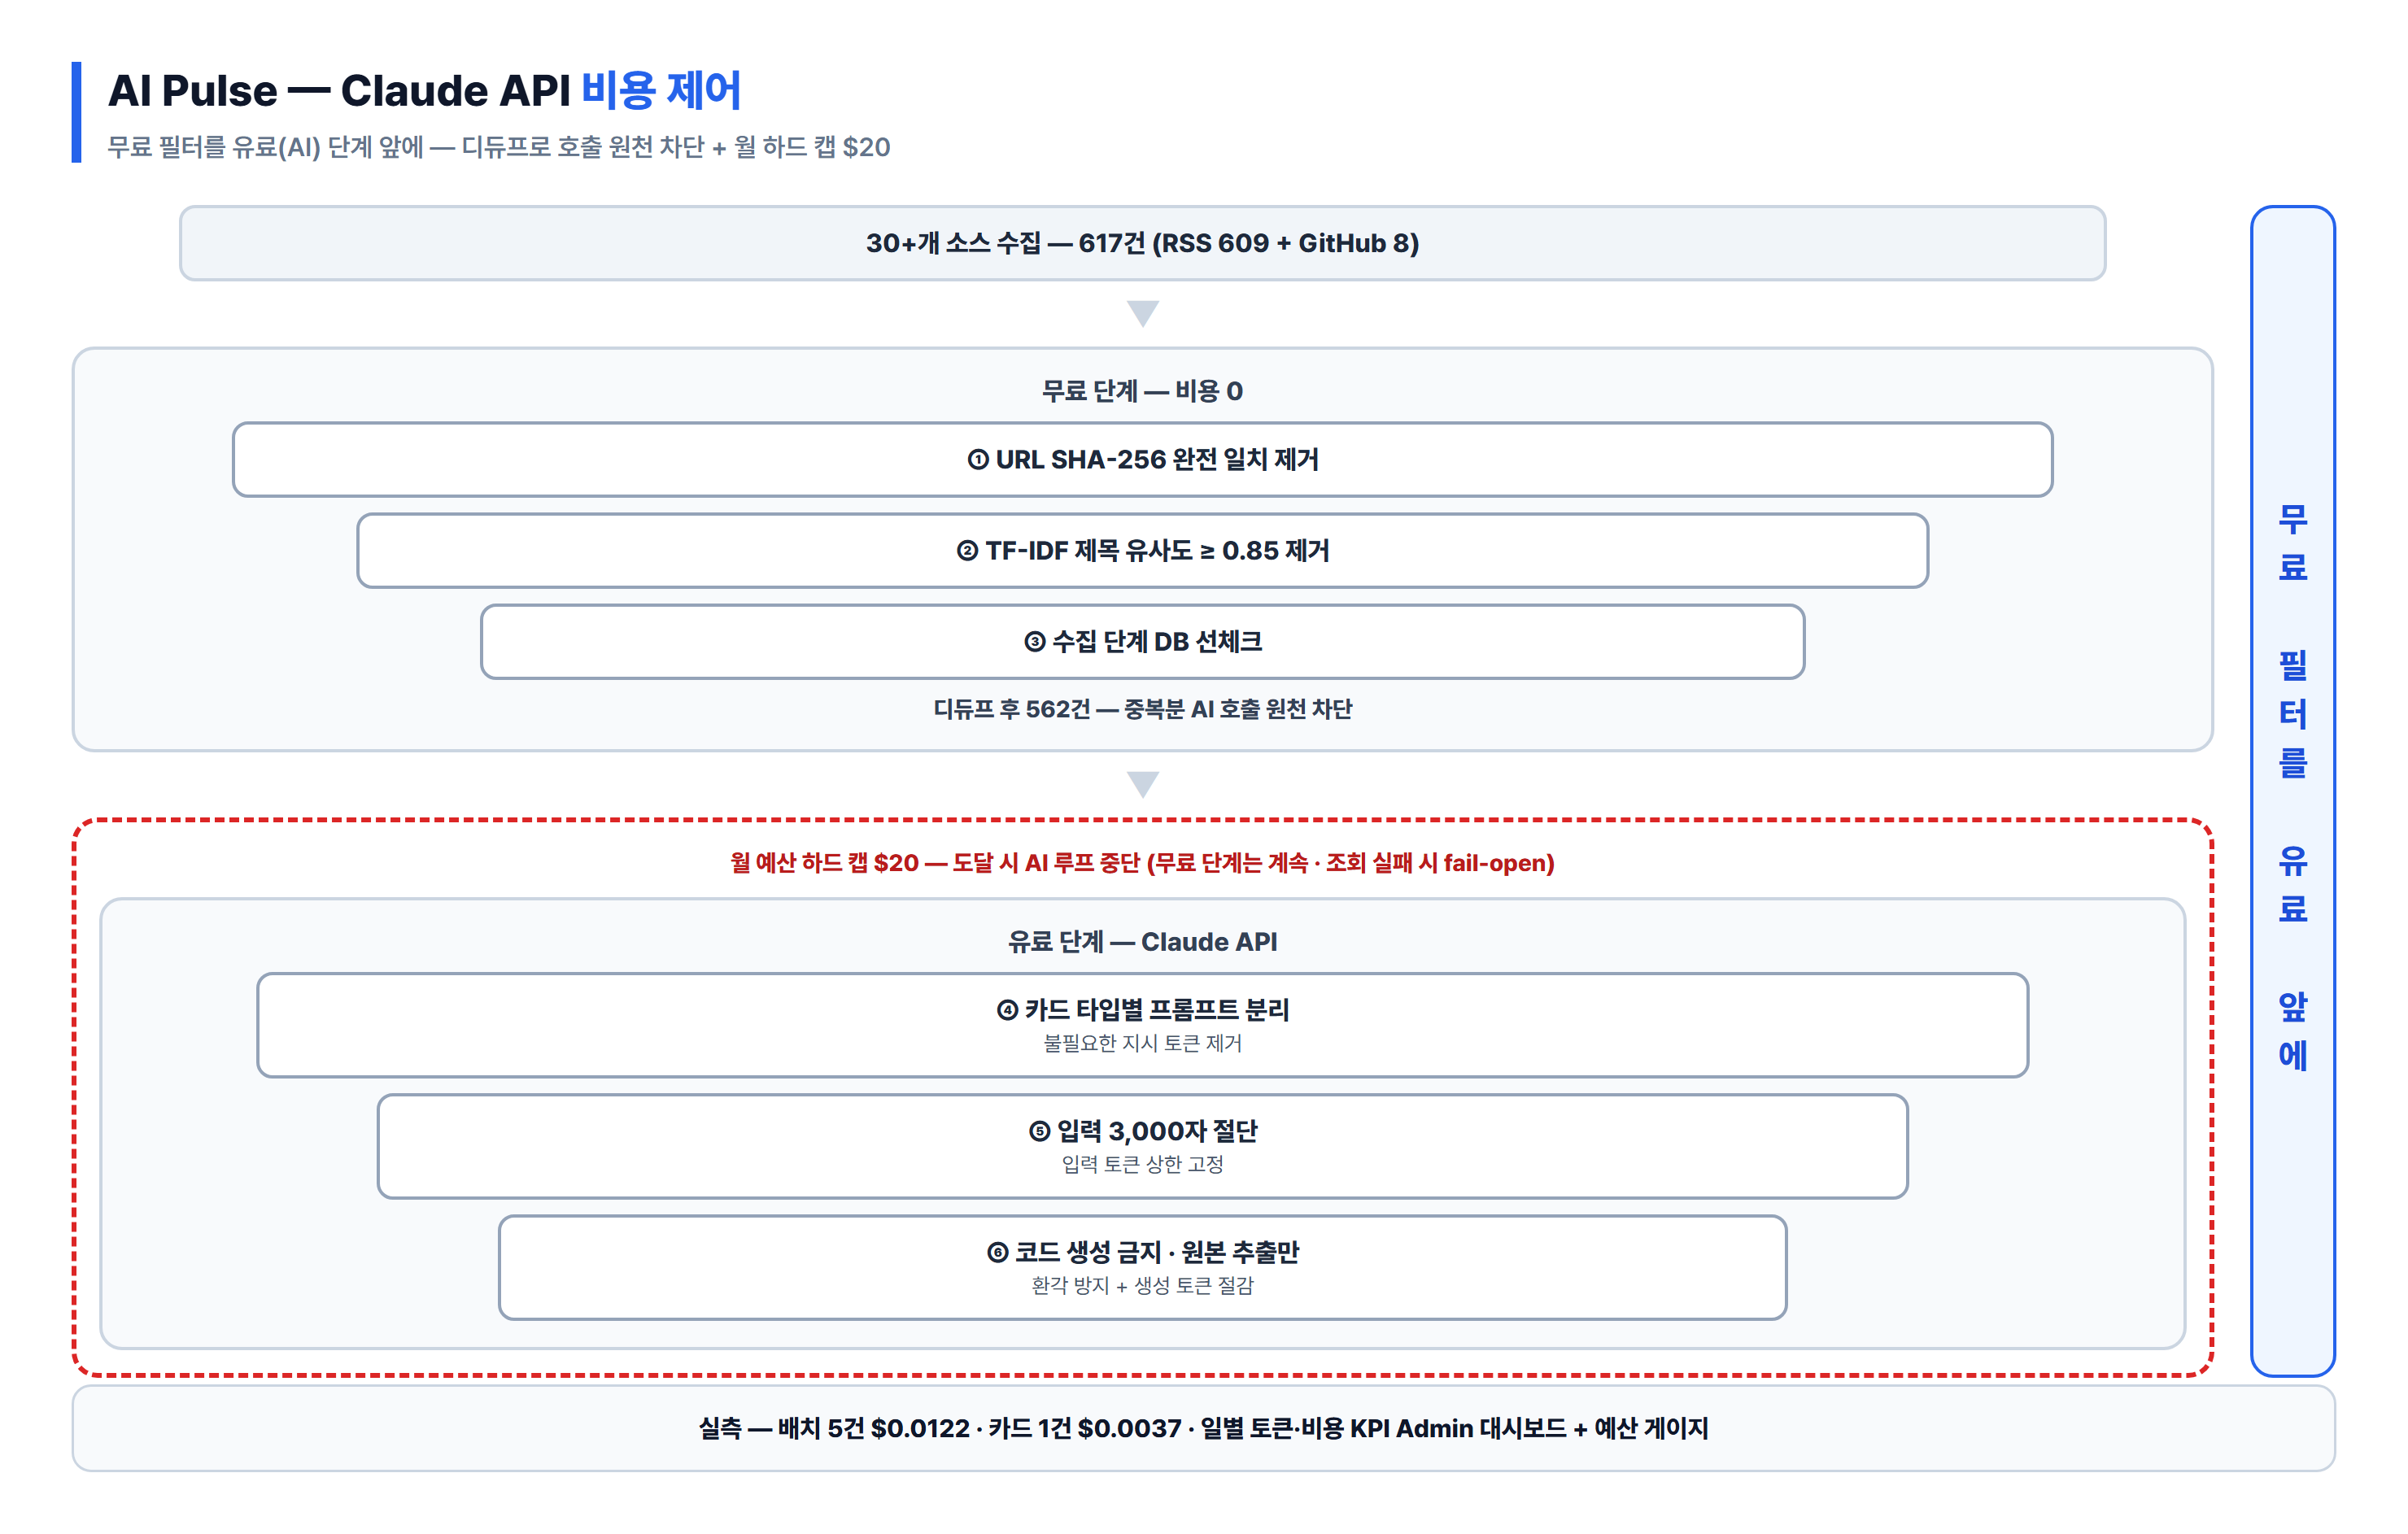 AI Pulse — Claude API 비용 제어
무료 필터를 유료(AI) 단계 앞에 — 디듀프로 호출 원천 차단 + 월 하드 캡 $20
30+개 소스 수집 — 617건 (RSS 609 + GitHub 8)
무료 단계 — 비용 0
① URL SHA-256 완전 일치 제거
② TF-IDF 제목 유사도 ≥ 0.85 제거
③ 수집 단계 DB 선체크
디듀프 후 562건 — 중복분 AI 호출 원천 차단
월 예산 하드 캡 $20 — 도달 시 AI 루프 중단 (무료 단계는 계속 · 조회 실패 시 fail-open)
유료 단계 — Claude API
④ 카드 타입별 프롬프트 분리
불필요한 지시 토큰 제거
⑤ 입력 3,000자 절단
입력 토큰 상한 고정
⑥ 코드 생성 금지 · 원본 추출만
환각 방지 + 생성 토큰 절감
무료 필터를 유료 앞에
실측 — 배치 5건 $0.0122 · 카드 1건 $0.0037 · 일별 토큰·비용 KPI Admin 대시보드 + 예산 게이지